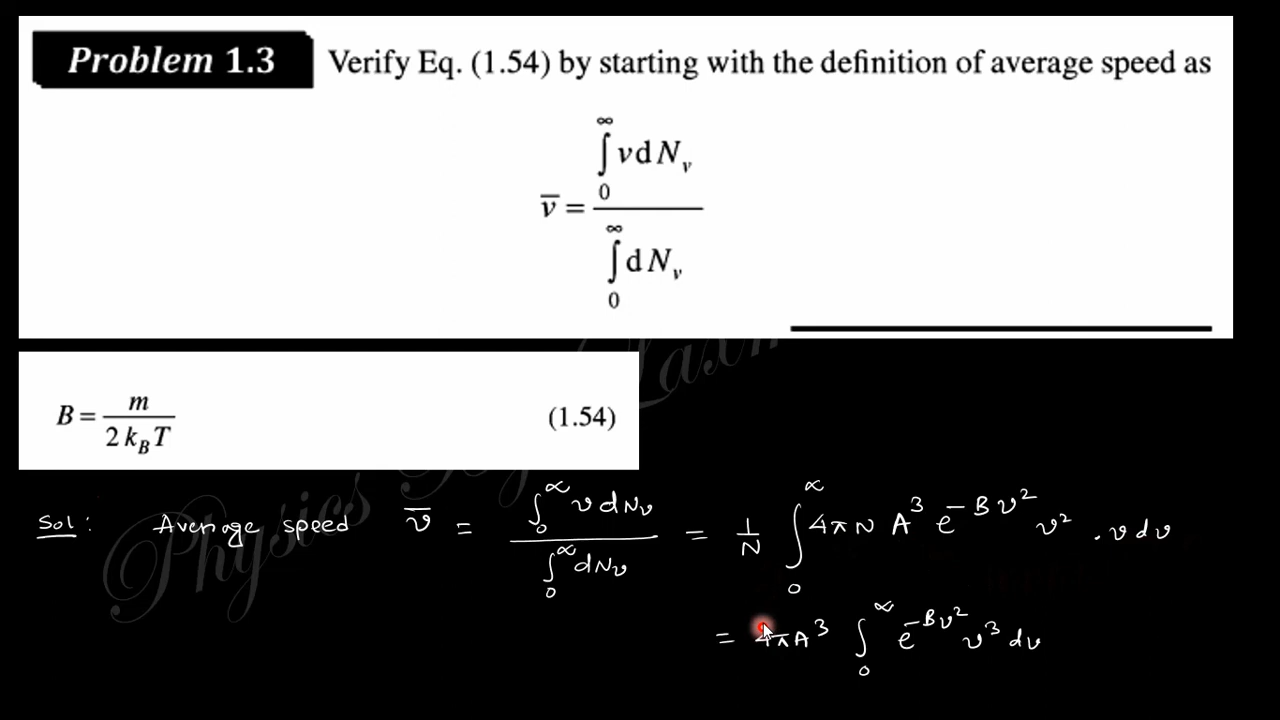 Problem 1.3 Verify Eq. (1.54) by starting with the definition of average speed as
v̅ = ∫₀^∞ v dN_v / ∫₀^∞ dN_v
B = m / 2 k_B T (1.54)
Sol : Average speed v̅ = ∫₀^∝ v dN_v / ∫₀^∝ dN_v = 1/N ∫₀^∝ 4πN A³ e^{-Bv²} v² . v dv
= 4πA³ ∫₀^∝ e^{-Bv²} v³ dv
Physics